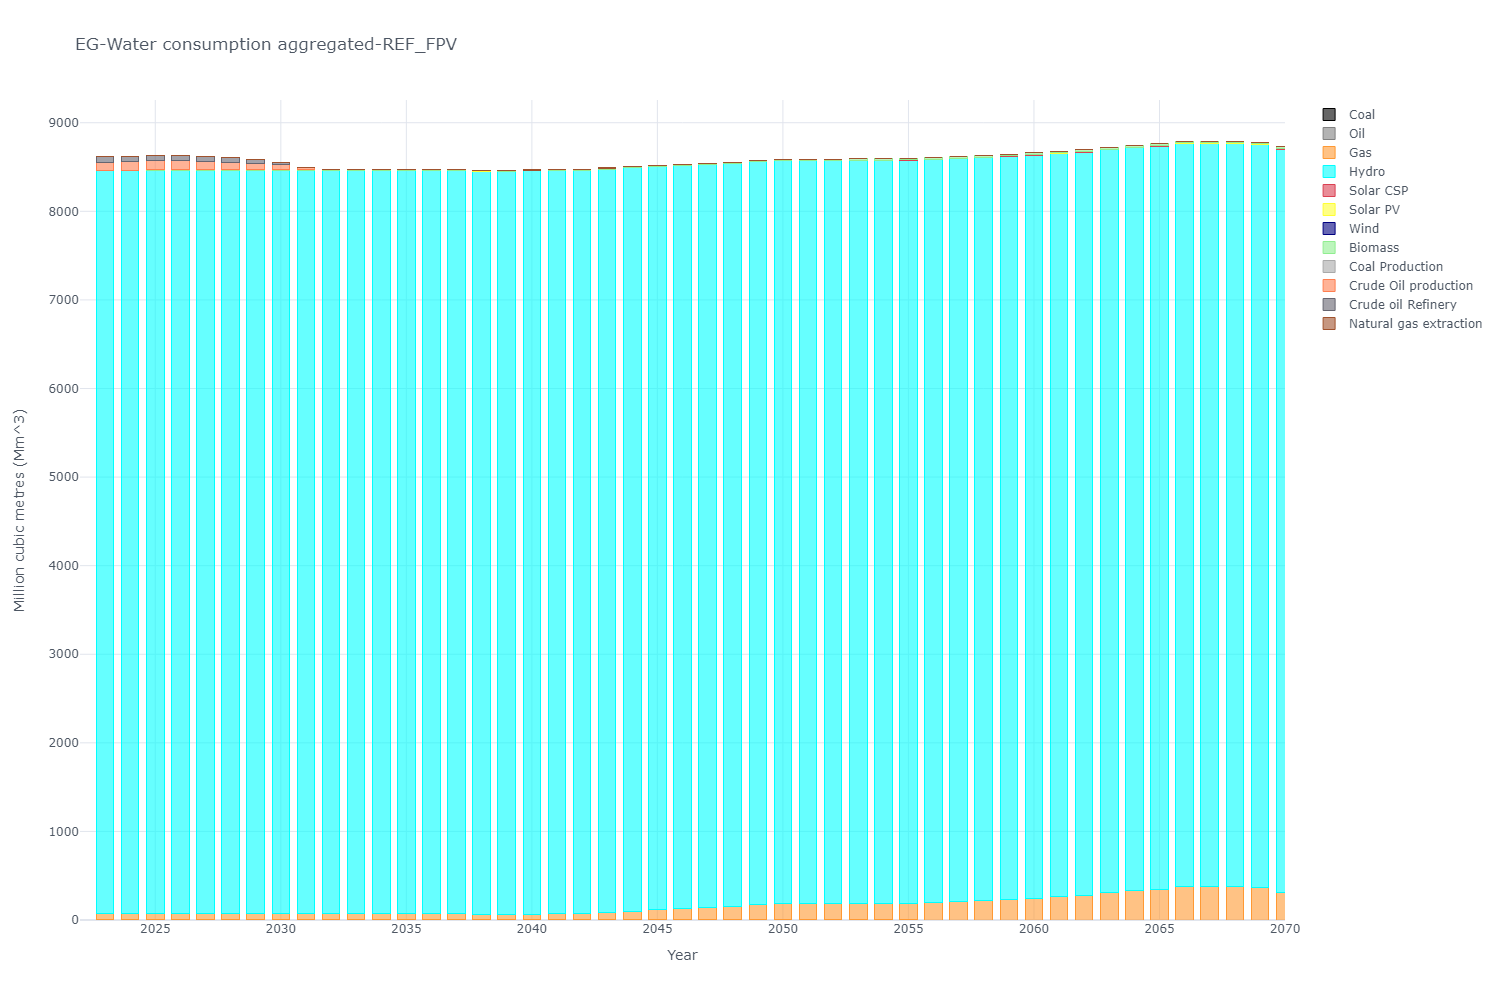 EG-Water consumption aggregated-REF_FPV
Million cubic metres (Mm^3)
9000
8000
7000
6000
5000
4000
3000
2000
1000
0
2025 2030 2035 2040 2045 2050 2055 2060 2065 2070
Year
Coal
Oil
Gas
Hydro
Solar CSP
Solar PV
Wind
Biomass
Coal Production
Crude Oil production
Crude oil Refinery
Natural gas extraction